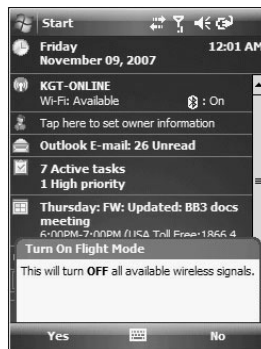 Start
Friday 12:01 AM
November 09, 2007
KGT-ONLINE
Wi-Fi: Available : On
Tap here to set owner information
Outlook E-mail: 26 Unread
7 Active tasks
1 High priority
Thursday: FW: Updated: BB3 docs
meeting
6:00PM-7:00PM (USA Toll Free:1866 4
Turn On Flight Mode
This will turn OFF all available wireless signals.
Yes No